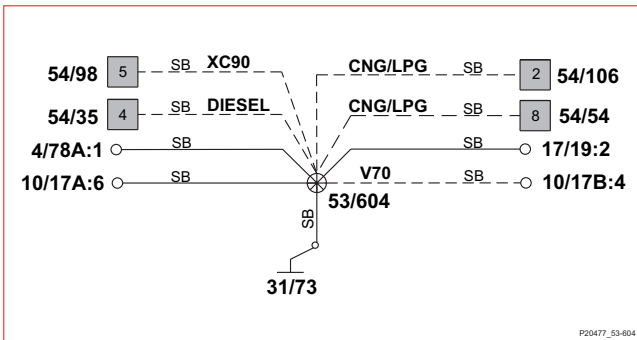 54/98 5 SB XC90 CNG/LPG SB 2 54/106
54/35 4 SB DIESEL CNG/LPG SB 8 54/54
4/78A:1 SB SB 17/19:2
10/17A:6 SB V70 SB 10/17B:4
53/604
SB
31/73
P20477_53-604